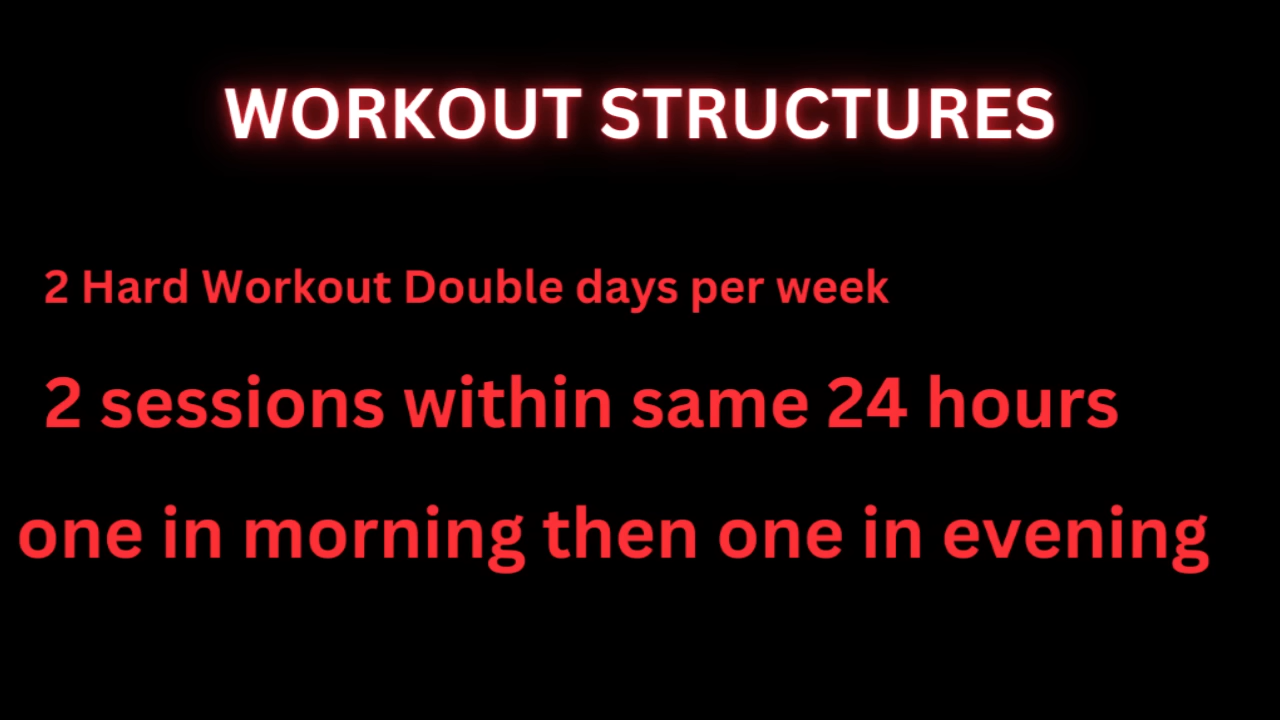 WORKOUT STRUCTURES
2 Hard Workout Double days per week
2 sessions within same 24 hours
one in morning then one in evening